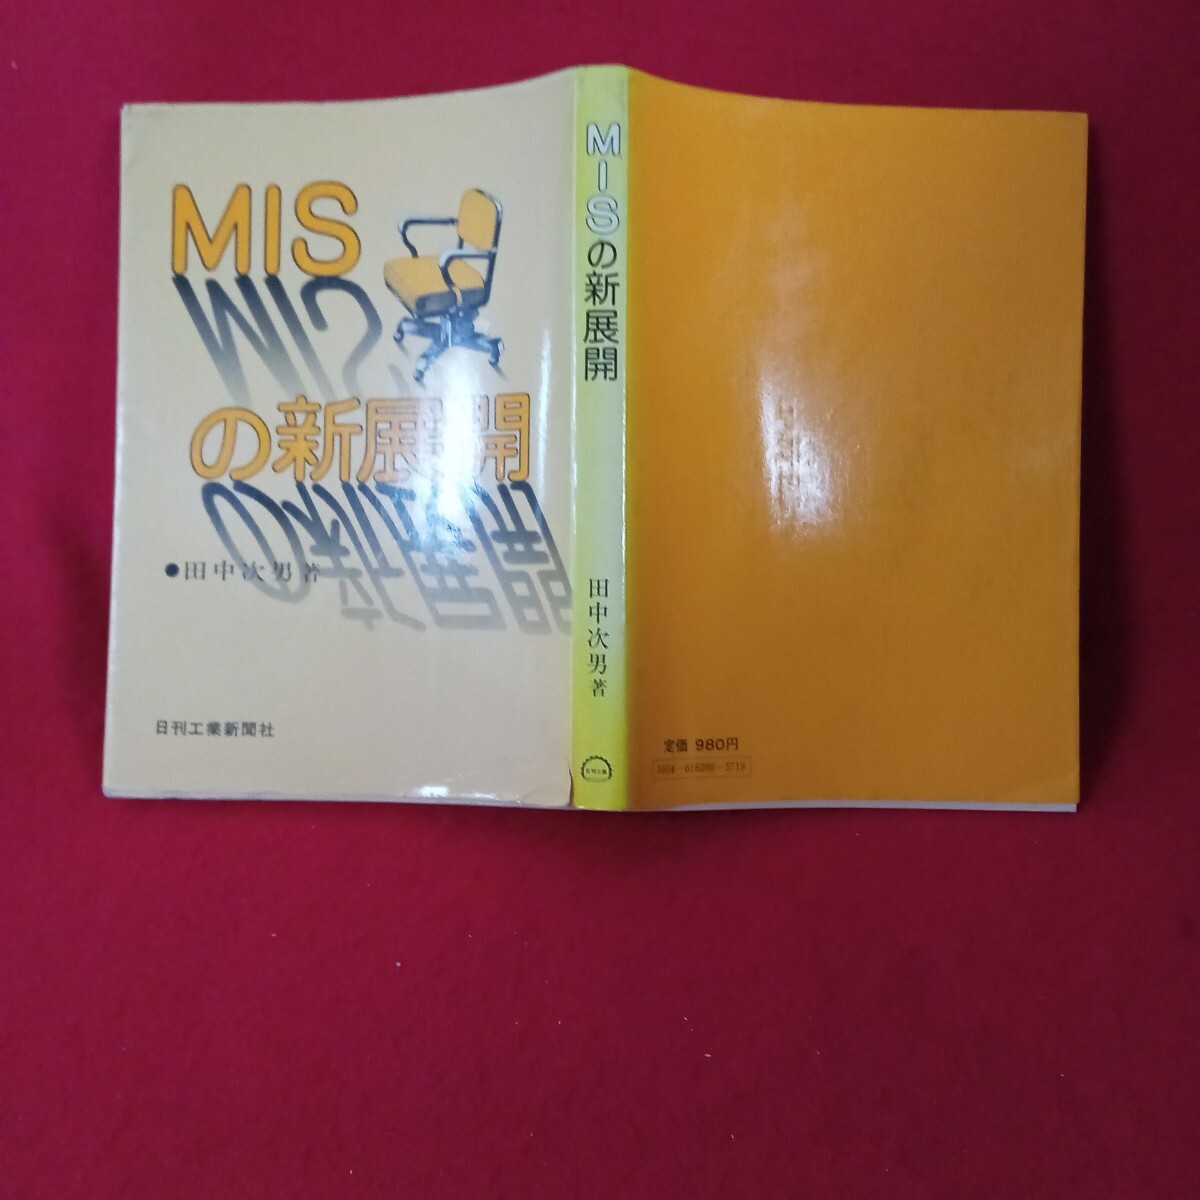 MIS
の新展開
●田中次男著
日刊工業新聞社
MISの新展開
田中次男著
定価 980円